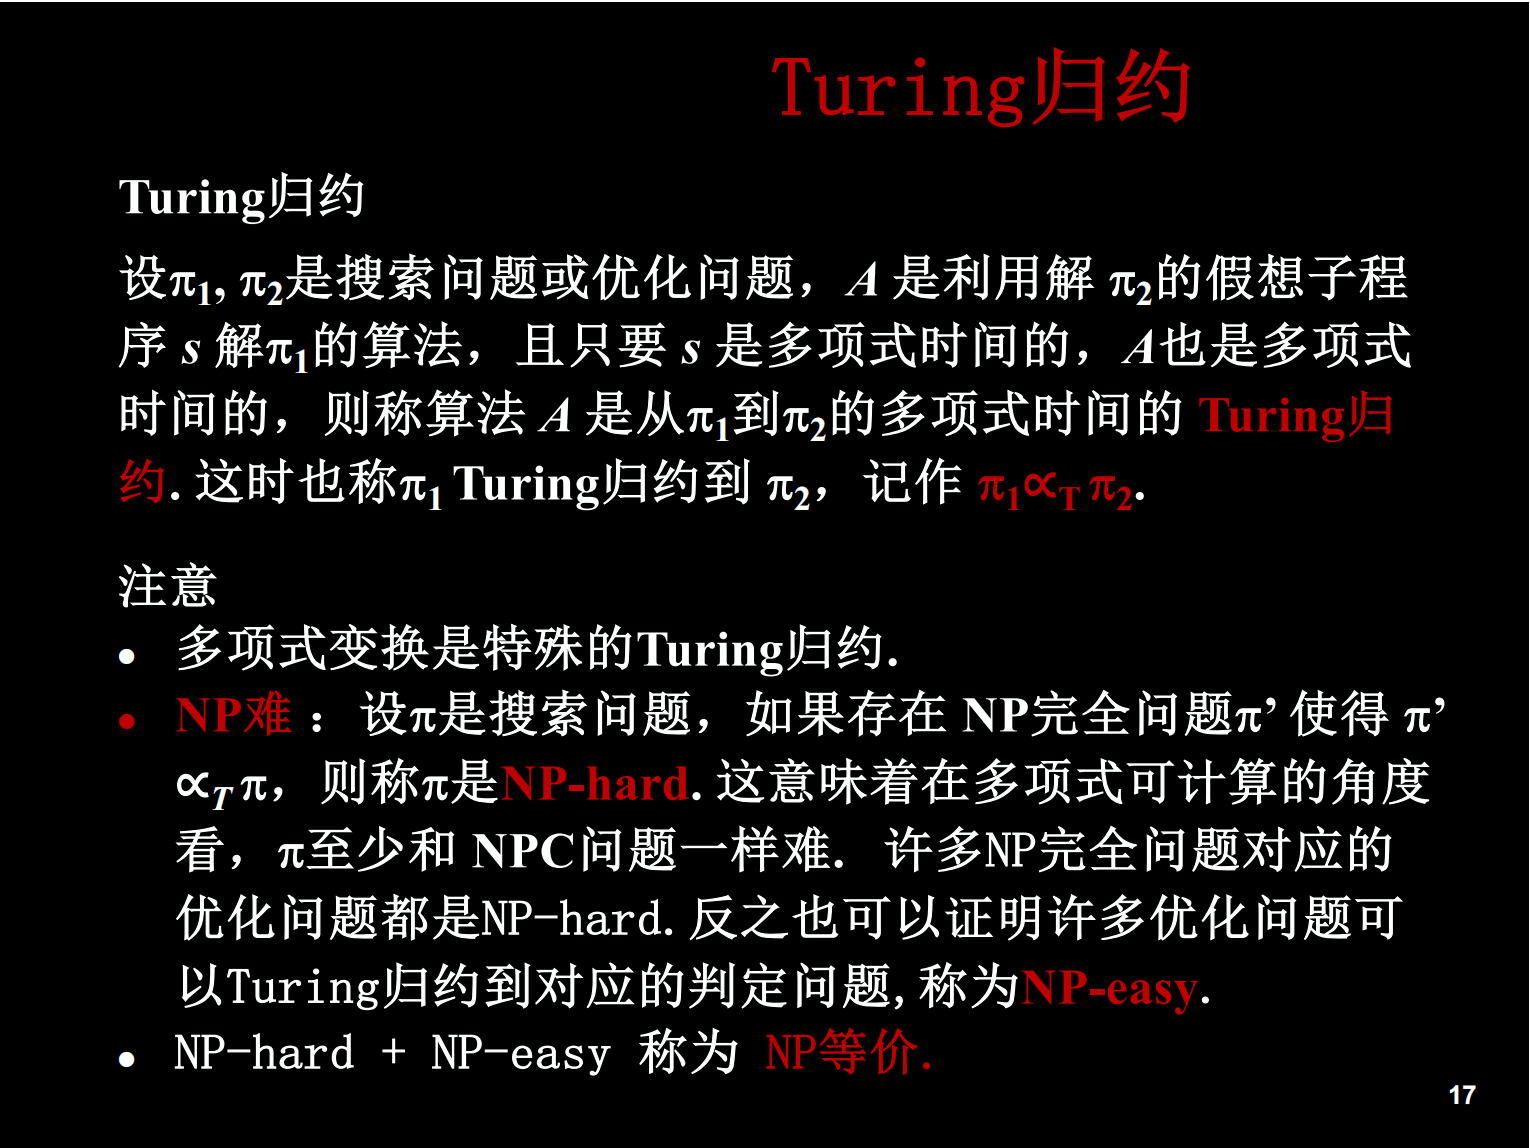 Turing归约
Turing归约
设π1, π2是搜索问题或优化问题，A 是利用解 π2的假想子程
序 s 解π1的算法，且只要 s 是多项式时间的，A也是多项式
时间的，则称算法 A 是从π1到π2的多项式时间的 Turing归
约. 这时也称π1 Turing归约到 π2，记作 π1∝T π2.
注意
● 多项式变换是特殊的Turing归约.
● NP难 ：设π是搜索问题，如果存在 NP完全问题π’ 使得 π’
∝T π，则称π是NP-hard. 这意味着在多项式可计算的角度
看，π至少和 NPC问题一样难. 许多NP完全问题对应的
优化问题都是NP-hard. 反之也可以证明许多优化问题可
以Turing归约到对应的判定问题, 称为NP-easy.
● NP-hard + NP-easy 称为 NP等价.
17